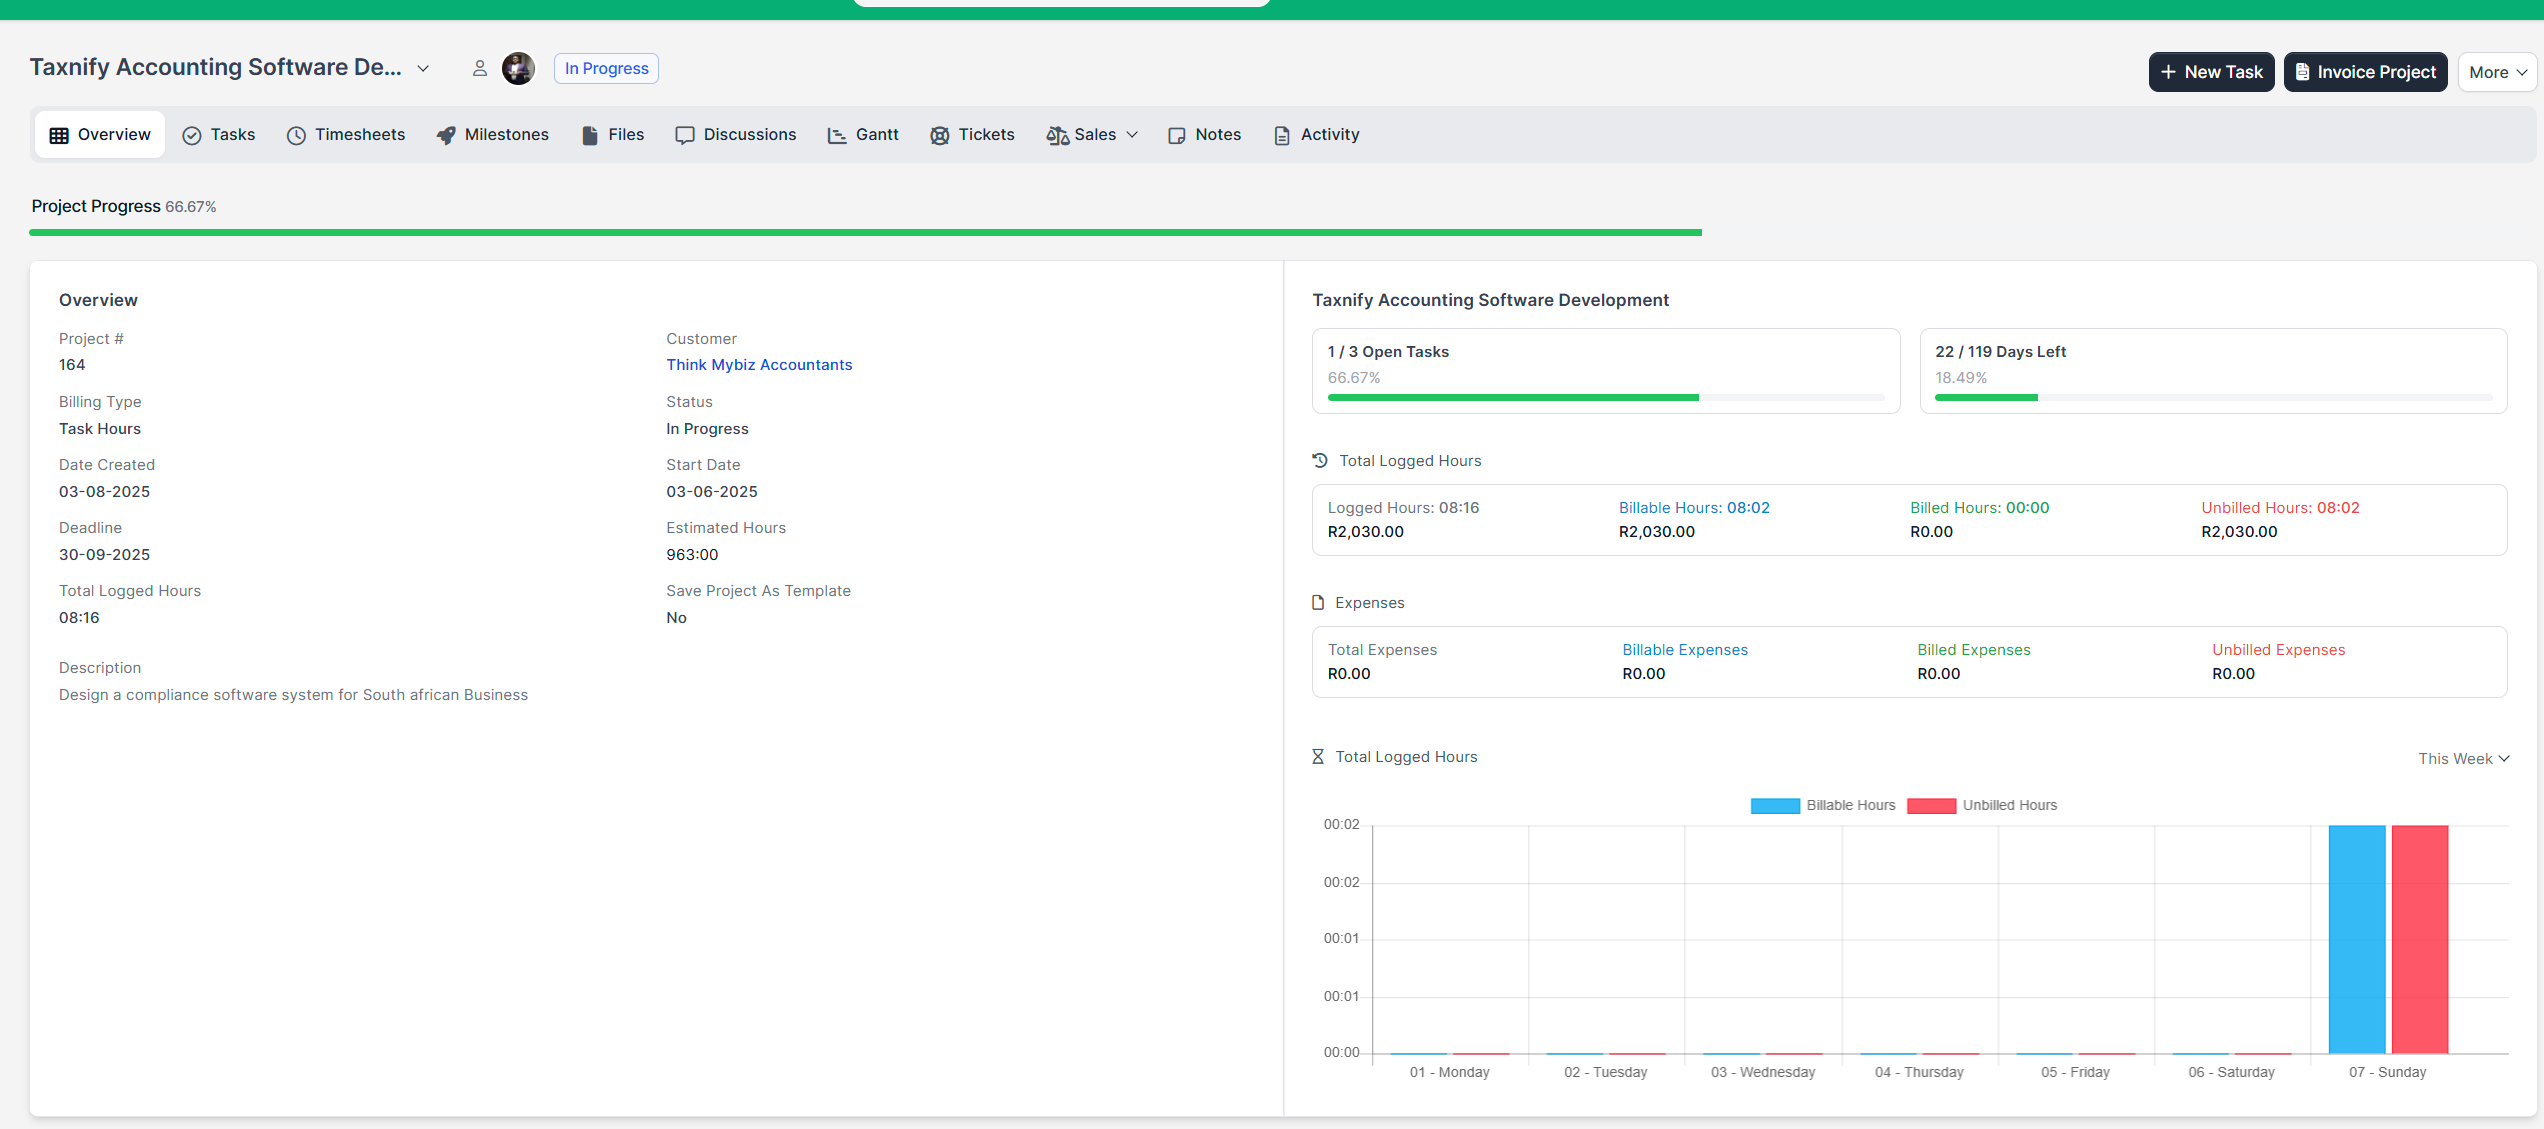 Taxnify Accounting Software De...
In Progress
New Task
Invoice Project
More
Overview
Tasks
Timesheets
Milestones
Files
Discussions
Gantt
Tickets
Sales
Notes
Activity
Project Progress 66.67%
Overview
Project #
164
Customer
Think Mybiz Accountants
Billing Type
Task Hours
Status
In Progress
Date Created
03-08-2025
Start Date
03-06-2025
Deadline
30-09-2025
Estimated Hours
963:00
Total Logged Hours
08:16
Save Project As Template
No
Description
Design a compliance software system for South african Business
Taxnify Accounting Software Development
1 / 3 Open Tasks
66.67%
22 / 119 Days Left
18.49%
Total Logged Hours
Logged Hours: 08:16
R2,030.00
Billable Hours: 08:02
R2,030.00
Billed Hours: 00:00
R0.00
Unbilled Hours: 08:02
R2,030.00
Expenses
Total Expenses
R0.00
Billable Expenses
R0.00
Billed Expenses
R0.00
Unbilled Expenses
R0.00
Total Logged Hours
This Week
Billable Hours
Unbilled Hours
00:02
00:02
00:01
00:01
00:00
01 - Monday
02 - Tuesday
03 - Wednesday
04 - Thursday
05 - Friday
06 - Saturday
07 - Sunday